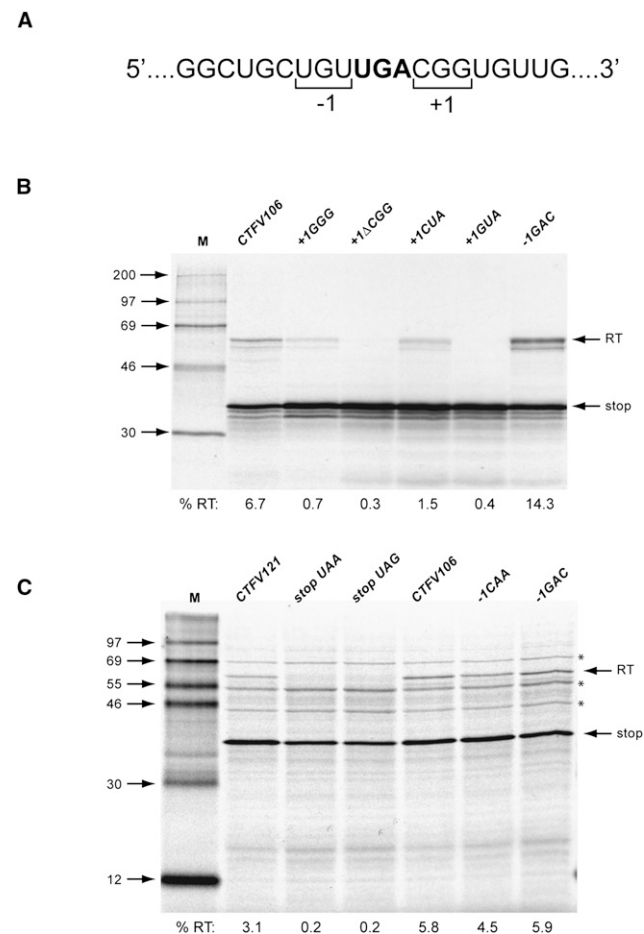 A
5'....GGCUGCUGUUGACGGUGUUG....3'
-1 +1
B
M CTFV106 +1GGG +1ΔCGG +1CUA +1GUA -1GAC
200
97
69 RT
46
stop
30
% RT: 6.7 0.7 0.3 1.5 0.4 14.3
C
M CTFV121 stop UAA stop UAG CTFV106 -1CAA -1GAC
97
*
69 RT
55 *
46 *
stop
30
12
% RT: 3.1 0.2 0.2 5.8 4.5 5.9